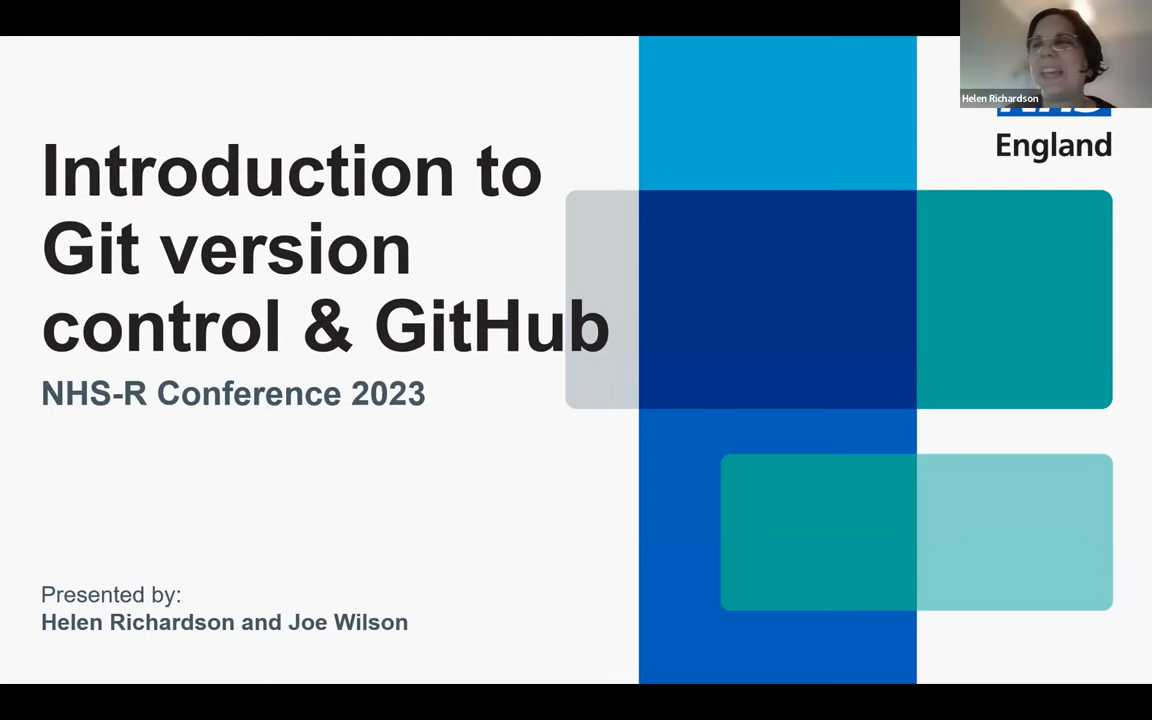 Helen Richardson
England
Introduction to
Git version
control & GitHub
NHS-R Conference 2023
Presented by:
Helen Richardson and Joe Wilson